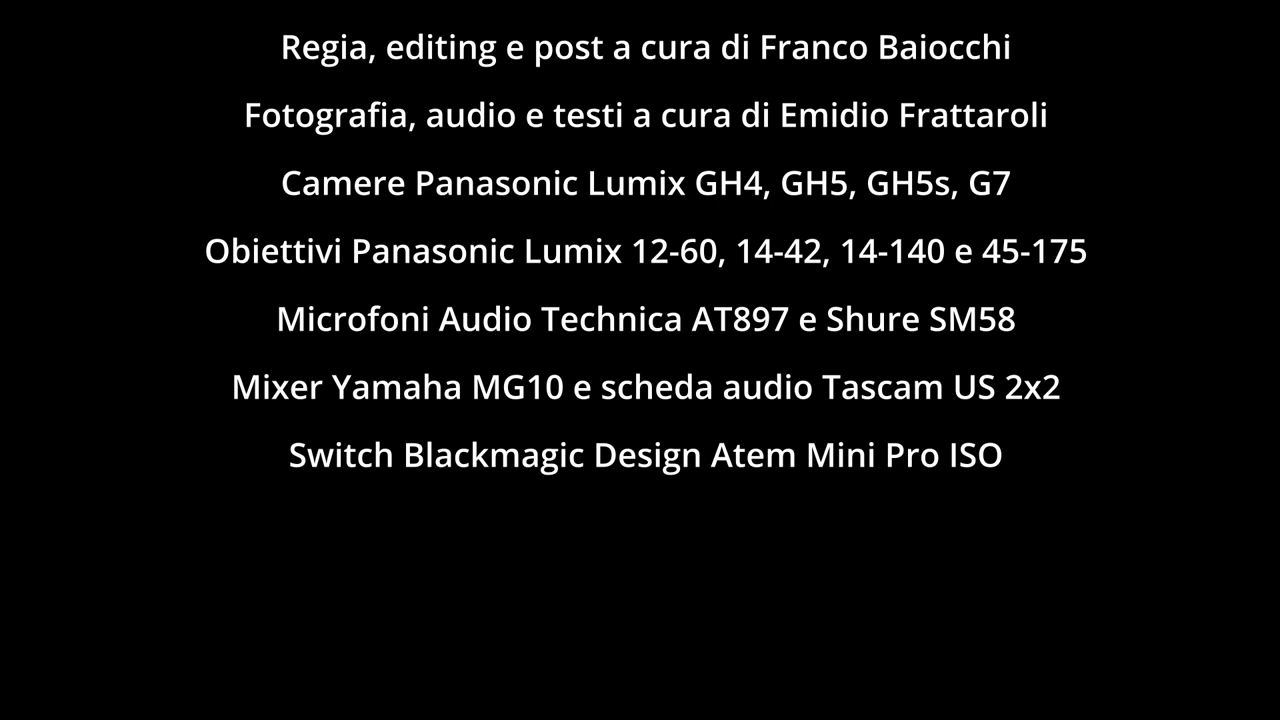 Regia, editing e post a cura di Franco Baiocchi
Fotografia, audio e testi a cura di Emidio Frattaroli
Camere Panasonic Lumix GH4, GH5, GH5s, G7
Obiettivi Panasonic Lumix 12-60, 14-42, 14-140 e 45-175
Microfoni Audio Technica AT897 e Shure SM58
Mixer Yamaha MG10 e scheda audio Tascam US 2x2
Switch Blackmagic Design Atem Mini Pro ISO